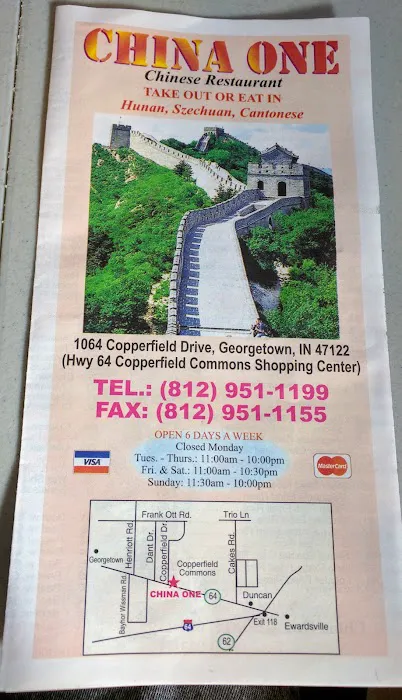 CHINA ONE
Chinese Restaurant
TAKE OUT OR EAT IN
Hunan, Szechuan, Cantonese
1064 Copperfield Drive, Georgetown, IN 47122
(Hwy 64 Copperfield Commons Shopping Center)
TEL.: (812) 951-1199
FAX: (812) 951-1155
OPEN 6 DAYS A WEEK
Closed Monday
Tues. - Thurs.: 11:00am - 10:00pm
Fri. & Sat.: 11:00am - 10:30pm
Sunday: 11:30am - 10:00pm
VISA
MasterCard
Frank Ott Rd.
Trio Ln
Henriott Rd.
Dant Dr.
Copperfield Dr.
Cakes Rd.
Georgetown
Copperfield
Commons
CHINA ONE
64
Bayhor Wissman Rd.
Duncan
Exit 118
Ewardsville
64
62